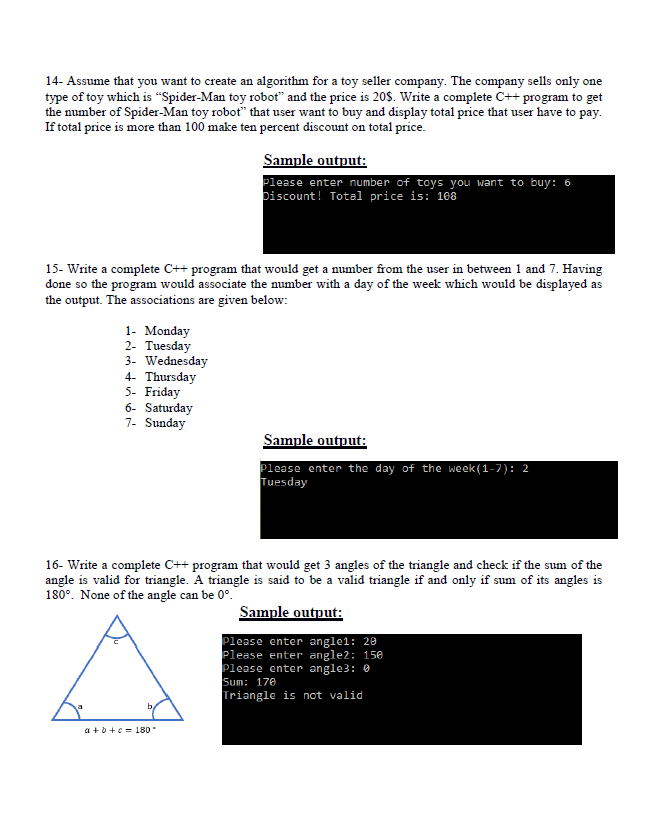 14- Assume that you want to create an algorithm for a toy seller company. The company sells only one
type of toy which is “Spider-Man toy robot” and the price is 20$. Write a complete C++ program to get
the number of Spider-Man toy robot” that user want to buy and display total price that user have to pay.
If total price is more than 100 make ten percent discount on total price.
Sample output:
Please enter number of toys you want to buy: 6
Discount! Total price is: 108
15- Write a complete C++ program that would get a number from the user in between 1 and 7. Having
done so the program would associate the number with a day of the week which would be displayed as
the output. The associations are given below:
1- Monday
2- Tuesday
3- Wednesday
4- Thursday
5- Friday
6- Saturday
7- Sunday
Sample output:
Please enter the day of the week(1-7): 2
Tuesday
16- Write a complete C++ program that would get 3 angles of the triangle and check if the sum of the
angle is valid for triangle. A triangle is said to be a valid triangle if and only if sum of its angles is
180°. None of the angle can be 0°.
Sample output:
Please enter angle1: 20
Please enter angle2: 150
Please enter angle3: 0
Sum: 170
Triangle is not valid
c
a b
a + b + c = 180°